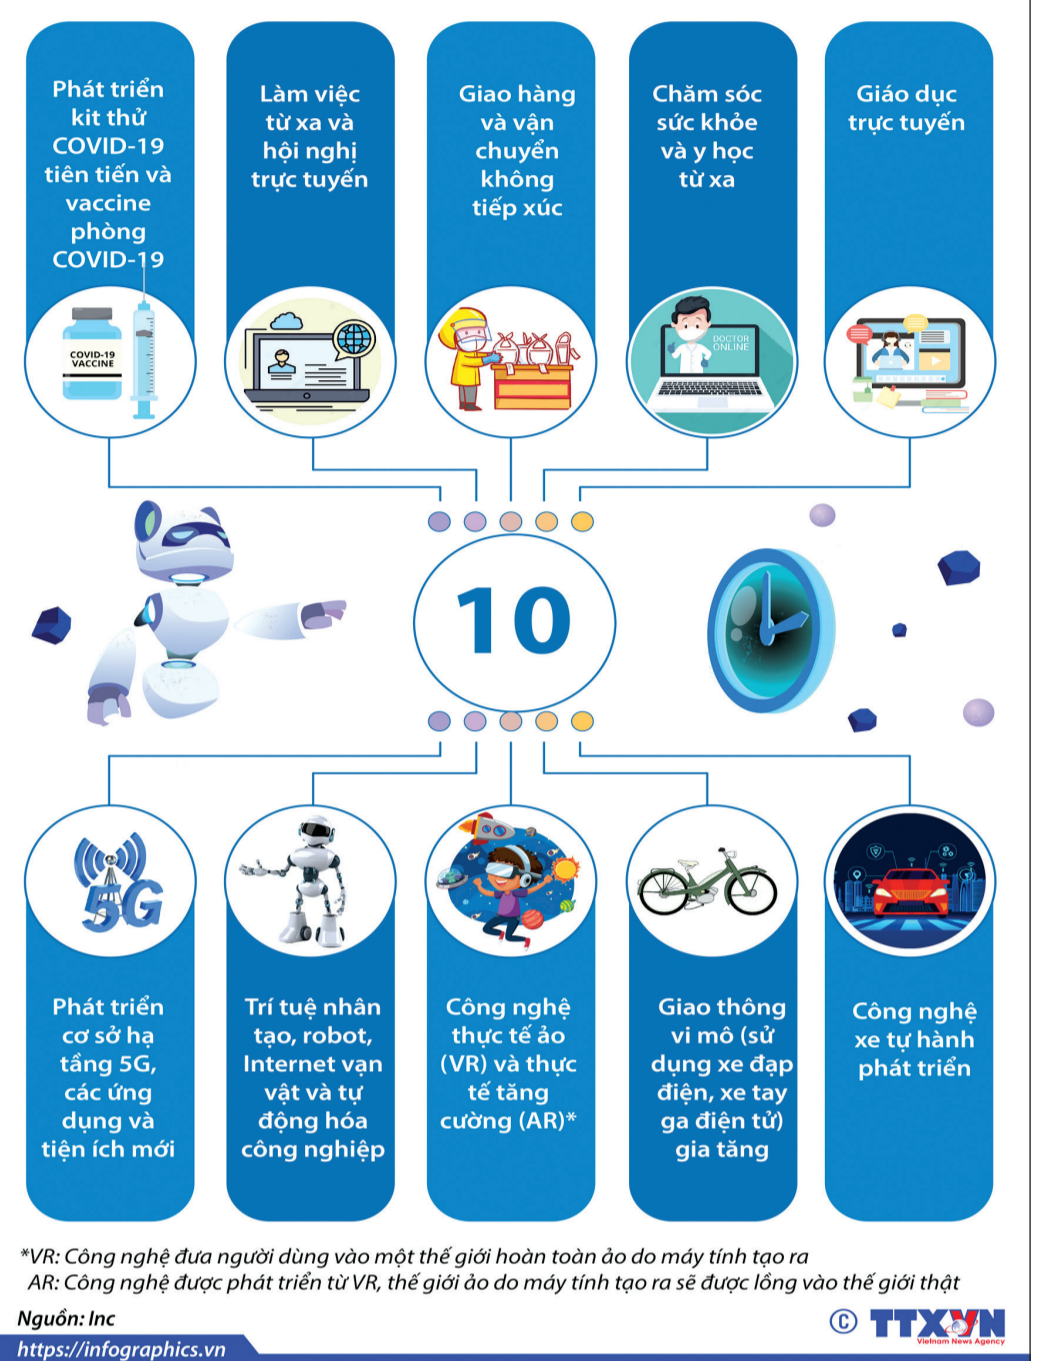 Phát triển
kit thử
COVID-19
tiên tiến và
vaccine
phòng
COVID-19
Làm việc
từ xa và
hội nghị
trực tuyến
Giao hàng
và vận
chuyển
không
tiếp xúc
Chăm sóc
sức khỏe
và y học
từ xa
Giáo dục
trực tuyến
COVID-19
VACCINE
DOCTOR
ONLINE
10
5G
Phát triển
cơ sở hạ
tầng 5G,
các ứng
dụng và
tiện ích mới
Trí tuệ nhân
tạo, robot,
Internet vạn
vật và tự
động hóa
công nghiệp
Công nghệ
thực tế ảo
(VR) và thực
tế tăng
cường (AR)*
Giao thông
vi mô (sử
dụng xe đạp
điện, xe tay
ga điện tử)
gia tăng
Công nghệ
xe tự hành
phát triển
*VR: Công nghệ đưa người dùng vào một thế giới hoàn toàn ảo do máy tính tạo ra
AR: Công nghệ được phát triển từ VR, thế giới ảo do máy tính tạo ra sẽ được lồng vào thế giới thật
Nguồn: Inc
© TTXVN
Vietnam News Agency
https://infographics.vn